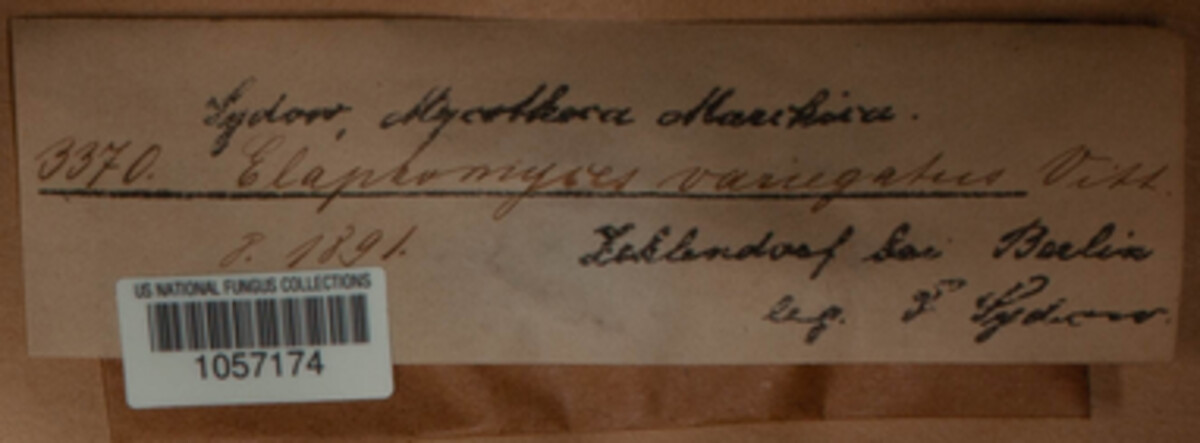 Sydow, Mycotheca Marchica.
3370. Elaphomyces variegatus Vitt.
8. 1891.
Zehlendorf bei Berlin
leg. P. Sydow.
US NATIONAL FUNGUS COLLECTIONS
1057174